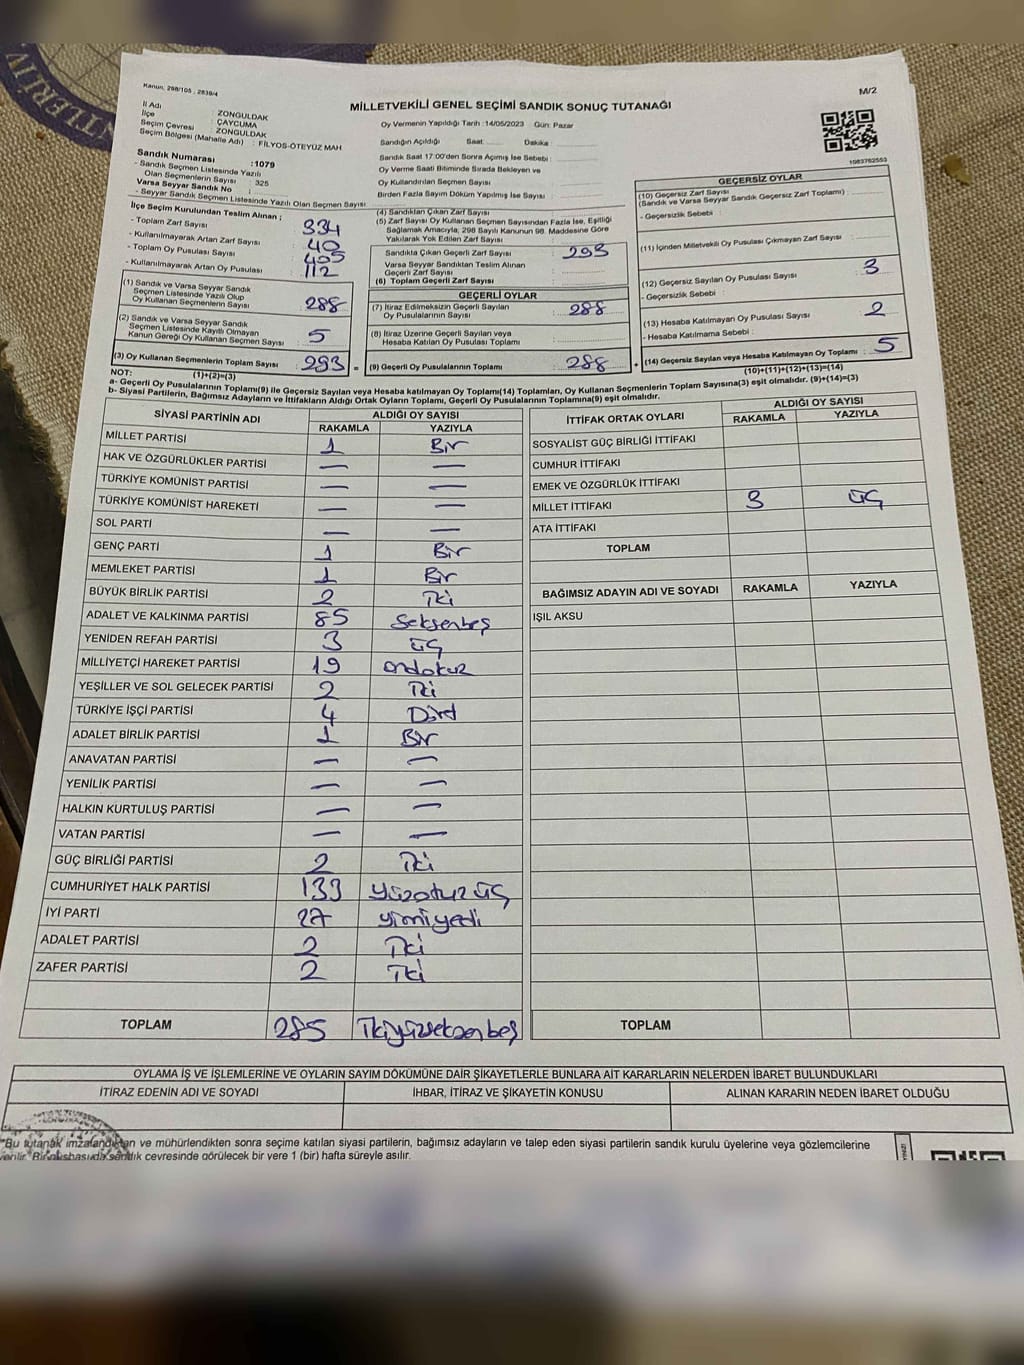 Kanun, 298/105 , 2839/4
M/2
MİLLETVEKİLİ GENEL SEÇİMİ SANDIK SONUÇ TUTANAĞI
İl Adı : ZONGULDAK
İlçe : ÇAYCUMA
Seçim Çevresi : ZONGULDAK
Seçim Bölgesi (Mahalle Adı) : FİLYOS-ÖTEYÜZ MAH
Oy Vermenin Yapıldığı Tarih :14/05/2023 Gün: Pazar
Sandığın Açıldığı Saat:...... Dakika:
Sandık Saat 17:00'den Sonra Açımış İse Sebebi :
Oy Verme Saati Bitiminde Sırada Bekleyen ve
Oy Kullandırılan Seçmen Sayısı :
Birden Fazla Sayım Döküm Yapılmış İse Sayısı :
1063762553
Sandık Numarası :1079
- Sandık Seçmen Listesinde Yazılı
Olan Seçmenlerin Sayısı : 325
Varsa Seyyar Sandık No :
- Seyyar Sandık Seçmen Listesinde Yazılı Olan Seçmen Sayısı
İlçe Seçim Kurulundan Teslim Alınan ;
- Toplam Zarf Sayısı : 334
- Kullanılmayarak Artan Zarf Sayısı : 40
- Toplam Oy Pusulası Sayısı : 405
- Kullanılmayarak Artan Oy Pusulası : 112
(1) Sandık ve Varsa Seyyar Sandık
Seçmen Listesinde Yazılı Olup
Oy Kullanan Seçmenlerin Sayısı : 288
(2) Sandık ve Varsa Seyyar Sandık
Seçmen Listesinde Kayıtlı Olmayan
Kanun Gereği Oy Kullanan Seçmen Sayısı : 5
(3) Oy Kullanan Seçmenlerin Toplam Sayısı : 293 =
(1)+(2)=(3)
(4) Sandıktan Çıkan Zarf Sayısı :
(5) Zarf Sayısı Oy Kullanan Seçmen Sayısından Fazla İse, Eşitliği
Sağlamak Amacıyla, 298 Sayılı Kanunun 98. Maddesine Göre
Yakılarak Yok Edilen Zarf Sayısı :
Sandıkta Çıkan Geçerli Zarf Sayısı : 293
Varsa Seyyar Sandıktan Teslim Alınan
Geçerli Zarf Sayısı :
(6) Toplam Geçerli Zarf Sayısı :
GEÇERLİ OYLAR
(7) İtiraz Edilmeksizin Geçerli Sayılan
Oy Pusulalarının Sayısı : 288
(8) İtiraz Üzerine Geçerli Sayılan veya
Hesaba Katılan Oy Pusulası Toplamı :
(9) Geçerli Oy Pusulalarının Toplamı : 288 +
GEÇERSİZ OYLAR
(10) Geçersiz Zarf Sayısı
(Sandık ve Varsa Seyyar Sandık Geçersiz Zarf Toplamı) :
- Geçersizlik Sebebi :
(11) İçinden Milletvekili Oy Pusulası Çıkmayan Zarf Sayısı :
(12) Geçersiz Sayılan Oy Pusulası Sayısı : 3
- Geçersizlik Sebebi :
(13) Hesaba Katılmayan Oy Pusulası Sayısı : 2
- Hesaba Katılmama Sebebi :
(14) Geçersiz Sayılan veya Hesaba Katılmayan Oy Toplamı : 5
(10)+(11)+(12)+(13)=(14)
NOT:
a- Geçerli Oy Pusulalarının Toplamı(9) ile Geçersiz Sayılan veya Hesaba katılmayan Oy Toplamı(14) Toplamları, Oy Kullanan Seçmenlerin Toplam Sayısına(3) eşit olmalıdır. (9)+(14)=(3)
b- Siyasi Partilerin, Bağımsız Adayların ve İttifakların Aldığı Ortak Oyların Toplamı, Geçerli Oy Pusulalarının Toplamına(9) eşit olmalıdır.
SİYASİ PARTİNİN ADI ALDIĞI OY SAYISI
RAKAMLA YAZIYLA
MİLLET PARTİSİ 1 Bir
HAK VE ÖZGÜRLÜKLER PARTİSİ — —
TÜRKİYE KOMÜNİST PARTİSİ — —
TÜRKİYE KOMÜNİST HAREKETİ — —
SOL PARTİ — —
GENÇ PARTİ 1 Bir
MEMLEKET PARTİSİ 1 Bir
BÜYÜK BİRLİK PARTİSİ 2 İki
ADALET VE KALKINMA PARTİSİ 85 Seksenbeş
YENİDEN REFAH PARTİSİ 3 üç
MİLLİYETÇİ HAREKET PARTİSİ 19 ondokuz
YEŞİLLER VE SOL GELECEK PARTİSİ 2 İki
TÜRKİYE İŞÇİ PARTİSİ 4 Dört
ADALET BİRLİK PARTİSİ 1 Bir
ANAVATAN PARTİSİ — —
YENİLİK PARTİSİ — —
HALKIN KURTULUŞ PARTİSİ — —
VATAN PARTİSİ — —
GÜÇ BİRLİĞİ PARTİSİ 2 İki
CUMHURİYET HALK PARTİSİ 133 yüzotuz üç
İYİ PARTİ 27 yimiyedi
ADALET PARTİSİ 2 İki
ZAFER PARTİSİ 2 İki
TOPLAM 285 İkiyüzseksen beş
İTTİFAK ORTAK OYLARI ALDIĞI OY SAYISI
RAKAMLA YAZIYLA
SOSYALİST GÜÇ BİRLİĞİ İTTİFAKI
CUMHUR İTTİFAKI
EMEK VE ÖZGÜRLÜK İTTİFAKI
MİLLET İTTİFAKI 3 üç
ATA İTTİFAKI
TOPLAM
BAĞIMSIZ ADAYIN ADI VE SOYADI RAKAMLA YAZIYLA
IŞIL AKSU
TOPLAM
OYLAMA İŞ VE İŞLEMLERİNE VE OYLARIN SAYIM DÖKÜMÜNE DAİR ŞİKAYETLERLE BUNLARA AİT KARARLARIN NELERDEN İBARET BULUNDUKLARI
İTİRAZ EDENİN ADI VE SOYADI İHBAR, İTİRAZ VE ŞİKAYETİN KONUSU ALINAN KARARIN NEDEN İBARET OLDUĞU
"Bu tutanak imzalandıktan ve mühürlendikten sonra seçime katılan siyasi partilerin, bağımsız adayların ve talep eden siyasi partilerin sandık kurulu üyelerine veya gözlemcilerine
verilir. Bir nüshası da sandık çevresinde görülecek bir yere 1 (bir) hafta süreyle asılır.